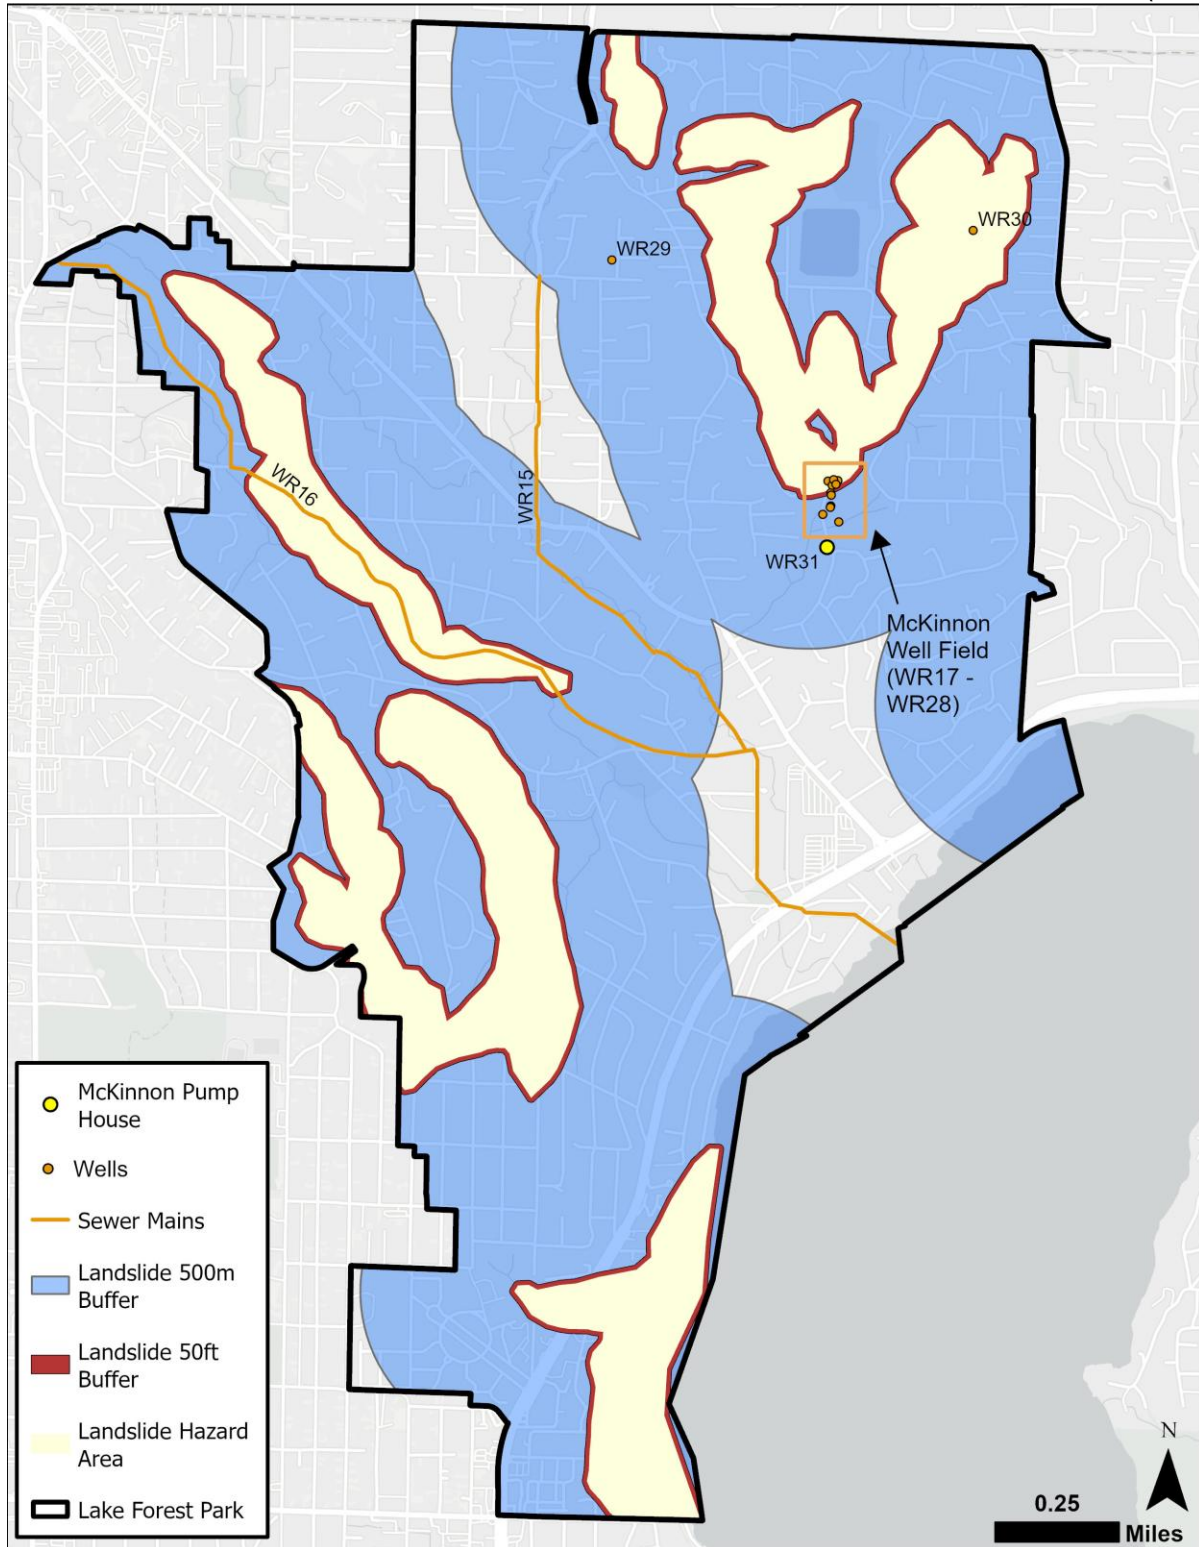 WR30
WR29
WR16
WR15
WR31
McKinnon
Well Field
(WR17 -
WR28)
McKinnon Pump
House
Wells
Sewer Mains
Landslide 500m
Buffer
Landslide 50ft
Buffer
Landslide Hazard
Area
Lake Forest Park
N
0.25
Miles